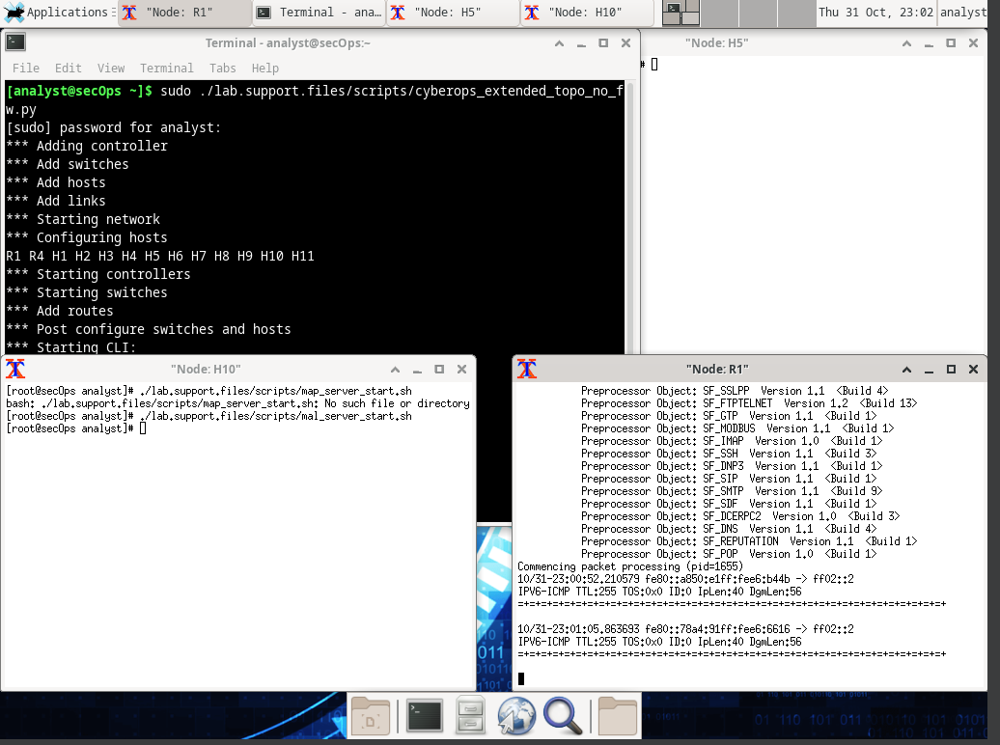 Applications
"Node: R1"
Terminal - ana...
"Node: H5"
"Node: H10"
Thu 31 Oct, 23:02
analyst
Terminal - analyst@secOps:~
File Edit View Terminal Tabs Help
[analyst@secOps ~]$ sudo ./lab.support.files/scripts/cyberops_extended_topo_no_f
w.py
[sudo] password for analyst:
*** Adding controller
*** Add switches
*** Add hosts
*** Add links
*** Starting network
*** Configuring hosts
R1 R4 H1 H2 H3 H4 H5 H6 H7 H8 H9 H10 H11
*** Starting controllers
*** Starting switches
*** Add routes
*** Post configure switches and hosts
*** Starting CLI:
"Node: H5"
#
"Node: H10"
[root@secOps analyst]# ./lab.support.files/scripts/map_server_start.sh
bash: ./lab.support.files/scripts/map_server_start.sh: No such file or directory
[root@secOps analyst]# ./lab.support.files/scripts/mal_server_start.sh
[root@secOps analyst]#
"Node: R1"
Preprocessor Object: SF_SSLPP Version 1.1 <Build 4>
Preprocessor Object: SF_FTPTELNET Version 1.2 <Build 13>
Preprocessor Object: SF_GTP Version 1.1 <Build 1>
Preprocessor Object: SF_MODBUS Version 1.1 <Build 1>
Preprocessor Object: SF_IMAP Version 1.0 <Build 1>
Preprocessor Object: SF_SSH Version 1.1 <Build 3>
Preprocessor Object: SF_DNP3 Version 1.1 <Build 1>
Preprocessor Object: SF_SIP Version 1.1 <Build 1>
Preprocessor Object: SF_SMTP Version 1.1 <Build 9>
Preprocessor Object: SF_SDF Version 1.1 <Build 1>
Preprocessor Object: SF_DCERPC2 Version 1.0 <Build 3>
Preprocessor Object: SF_DNS Version 1.1 <Build 4>
Preprocessor Object: SF_REPUTATION Version 1.1 <Build 1>
Preprocessor Object: SF_POP Version 1.0 <Build 1>
Commencing packet processing (pid=1655)
10/31-23:00:52.210579 fe80::a850:e1ff:fee6:b44b -> ff02::2
IPV6-ICMP TTL:255 TOS:0x0 ID:0 IpLen:40 DgmLen:56
=+=+=+=+=+=+=+=+=+=+=+=+=+=+=+=+=+=+=+=+=+=+=+=+=+=+=+=+=+=+=+=+=+=+=+=+=+
10/31-23:01:05.863693 fe80::78a4:91ff:fee6:6616 -> ff02::2
IPV6-ICMP TTL:255 TOS:0x0 ID:0 IpLen:40 DgmLen:56
=+=+=+=+=+=+=+=+=+=+=+=+=+=+=+=+=+=+=+=+=+=+=+=+=+=+=+=+=+=+=+=+=+=+=+=+=+